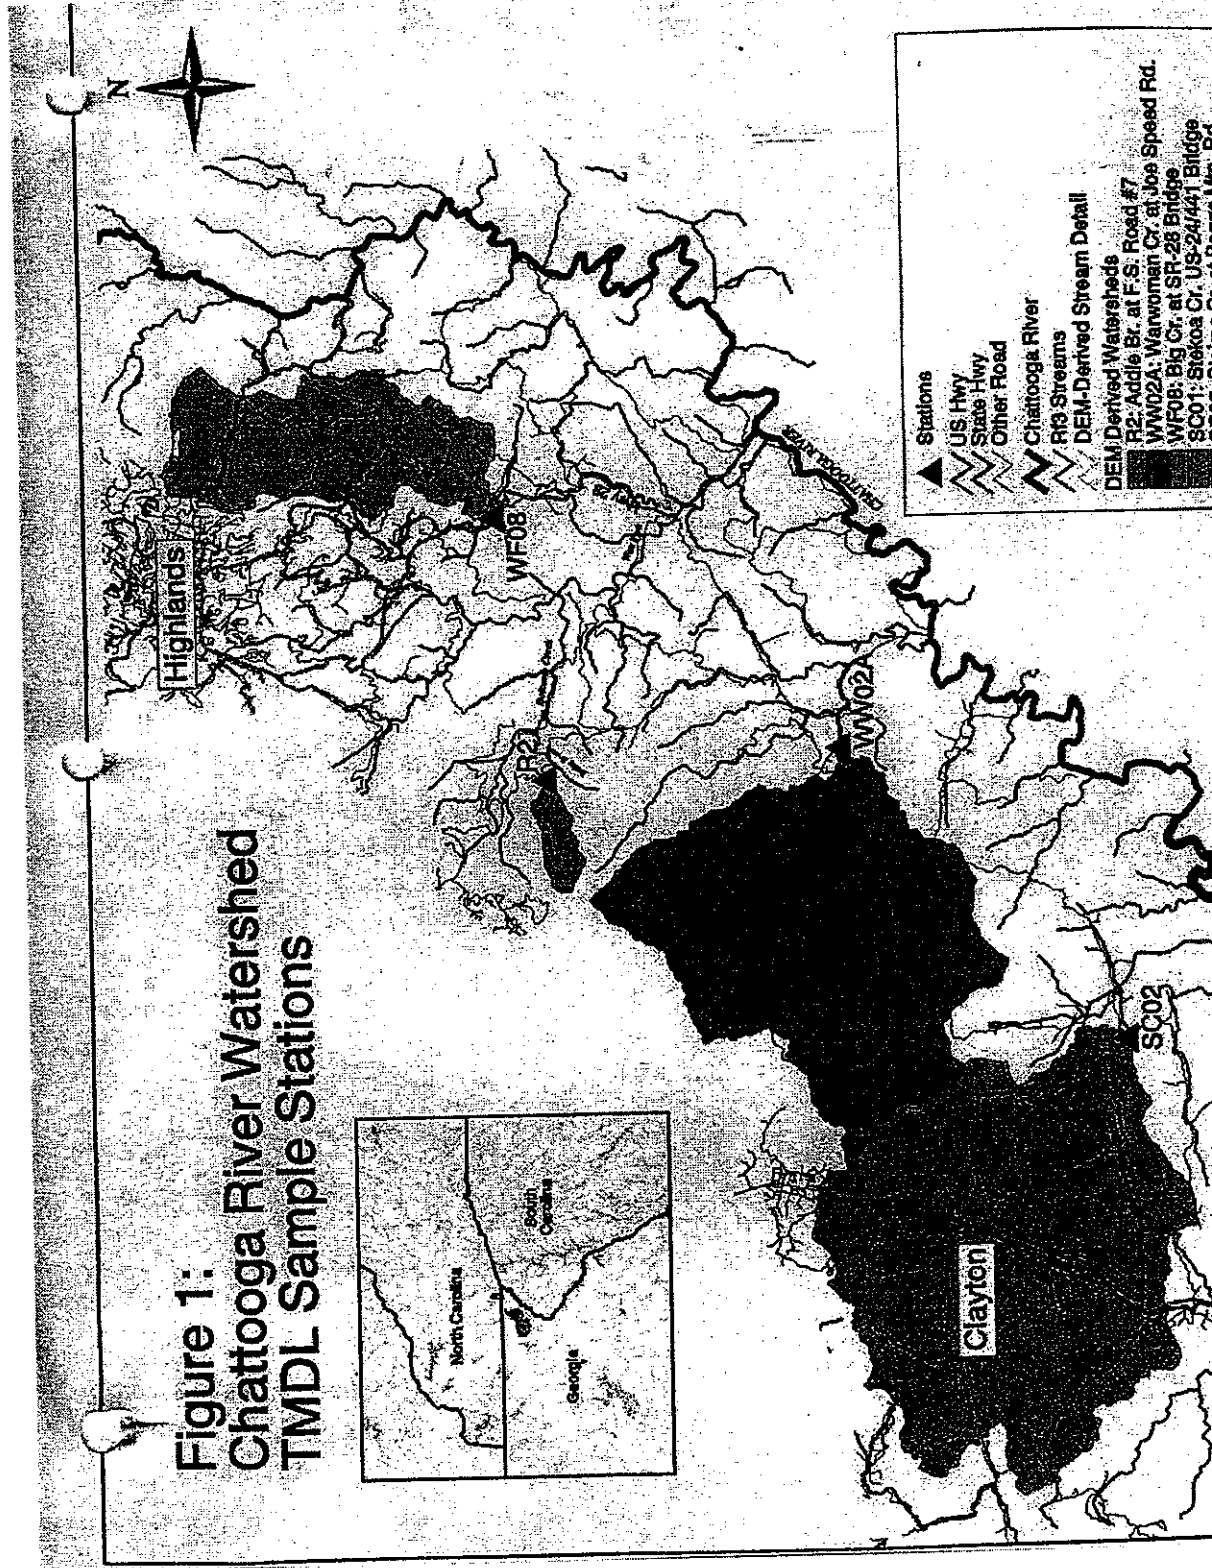 Figure 1:
Chattooga River Watershed
TMDL Sample Stations
N
North Carolina
South
Carolina
Georgia
Highlands
WF08
R2
WW02A
CHATTOOGA RIVER
SC02
Clayton
Stations
US Hwy
State Hwy
Other Road
Chattooga River
Rf3 Streams
DEM-Derived Stream Detail
DEM Derived Watersheds
R2: Addie Br. at F.S. Road #7
WW02A: Warwoman Cr. at Joe Speed Rd.
WF08: Big Cr. at SR-28 Bridge
SC01: Stekoa Cr. US-24/441 Bridge